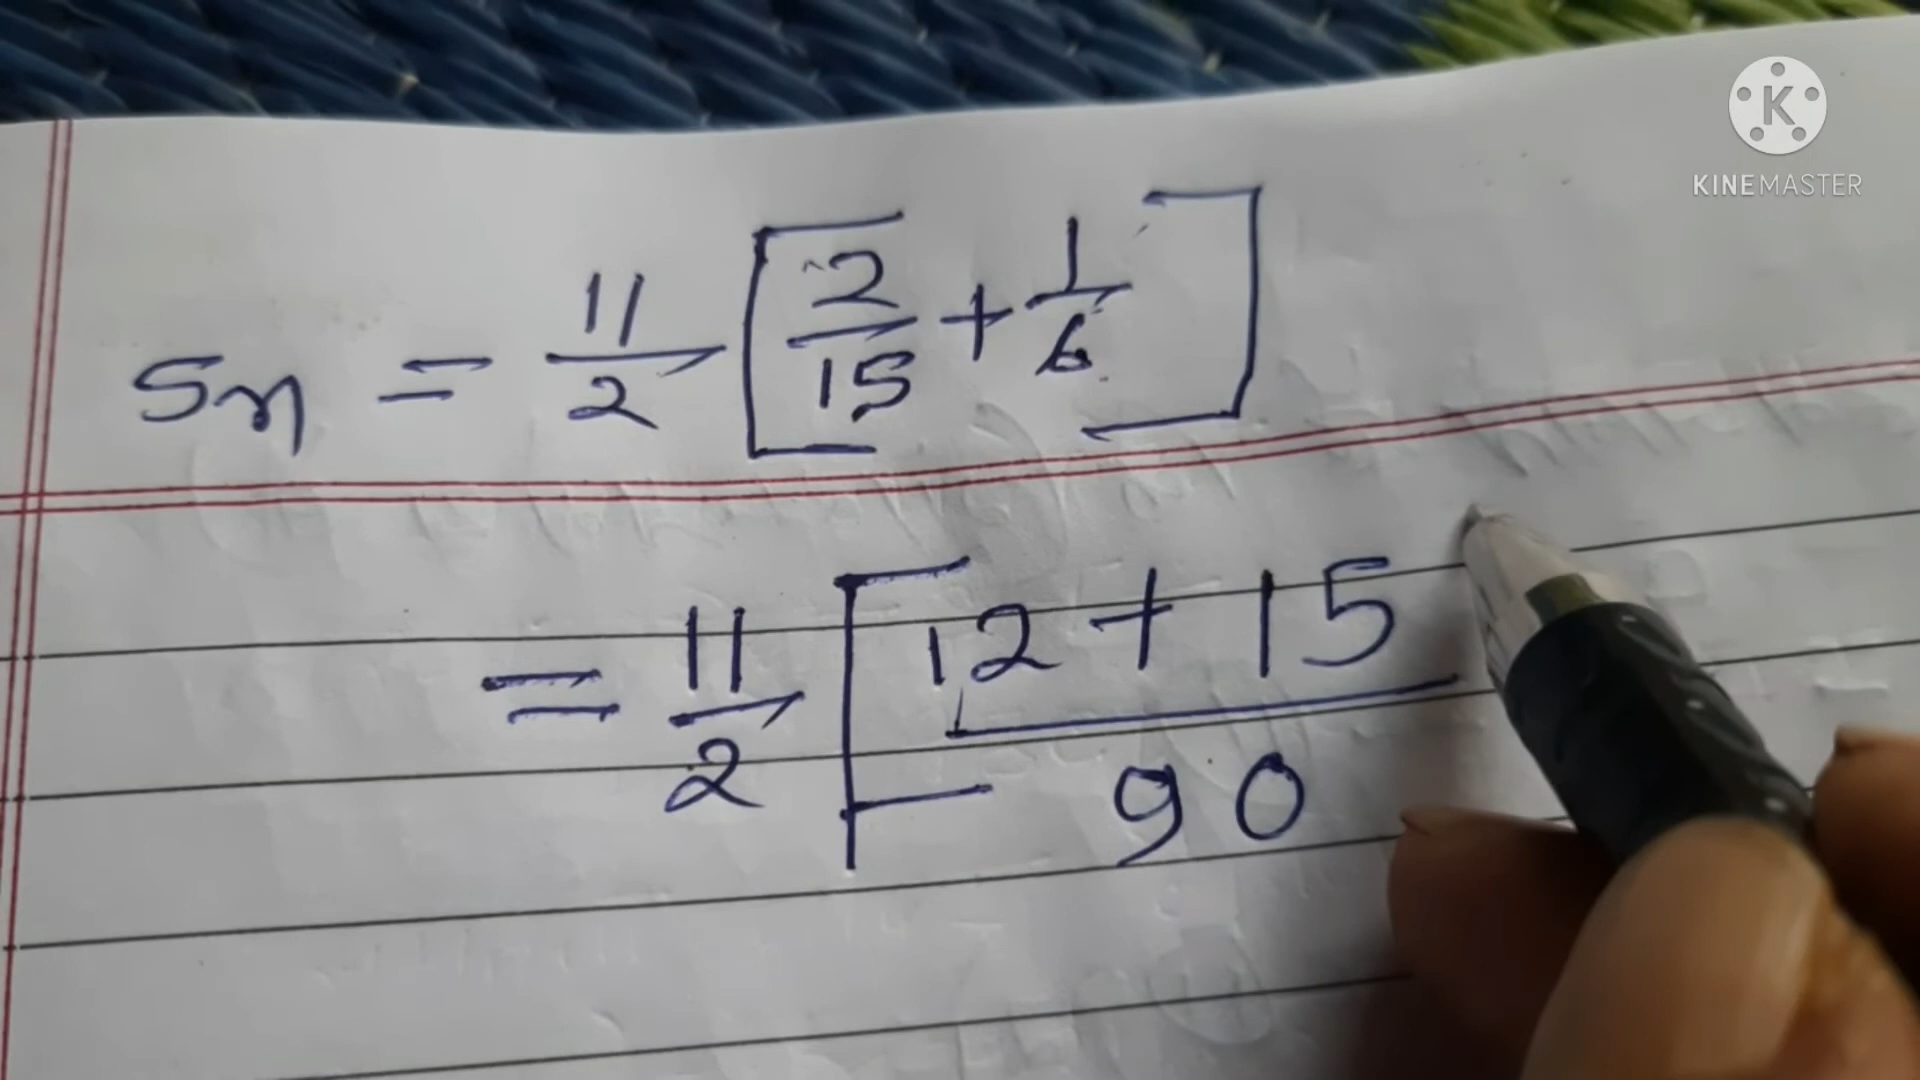 KINEMASTER
Sn = 11/2 [2/15 + 1/6]
= 11/2 [12 + 15/90